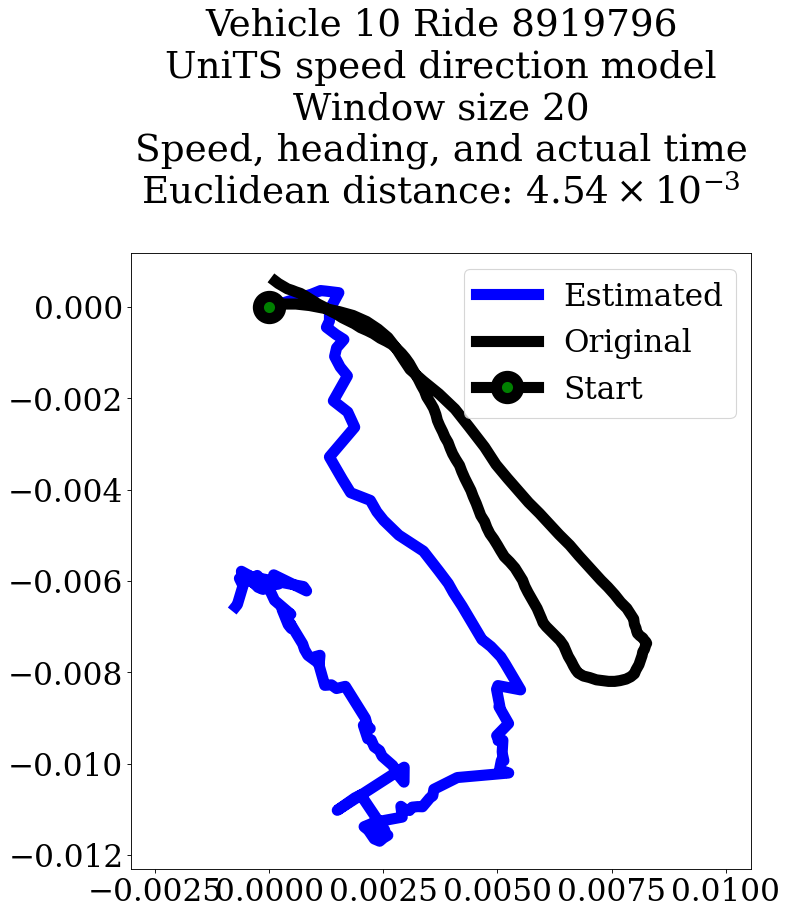 Vehicle 10 Ride 8919796
UniTS speed direction model
Window size 20
Speed, heading, and actual time
Euclidean distance: 4.54 × 10⁻³
Estimated
Original
Start
0.000
−0.002
−0.004
−0.006
−0.008
−0.010
−0.012
−0.0025 0.0000 0.0025 0.0050 0.0075 0.0100